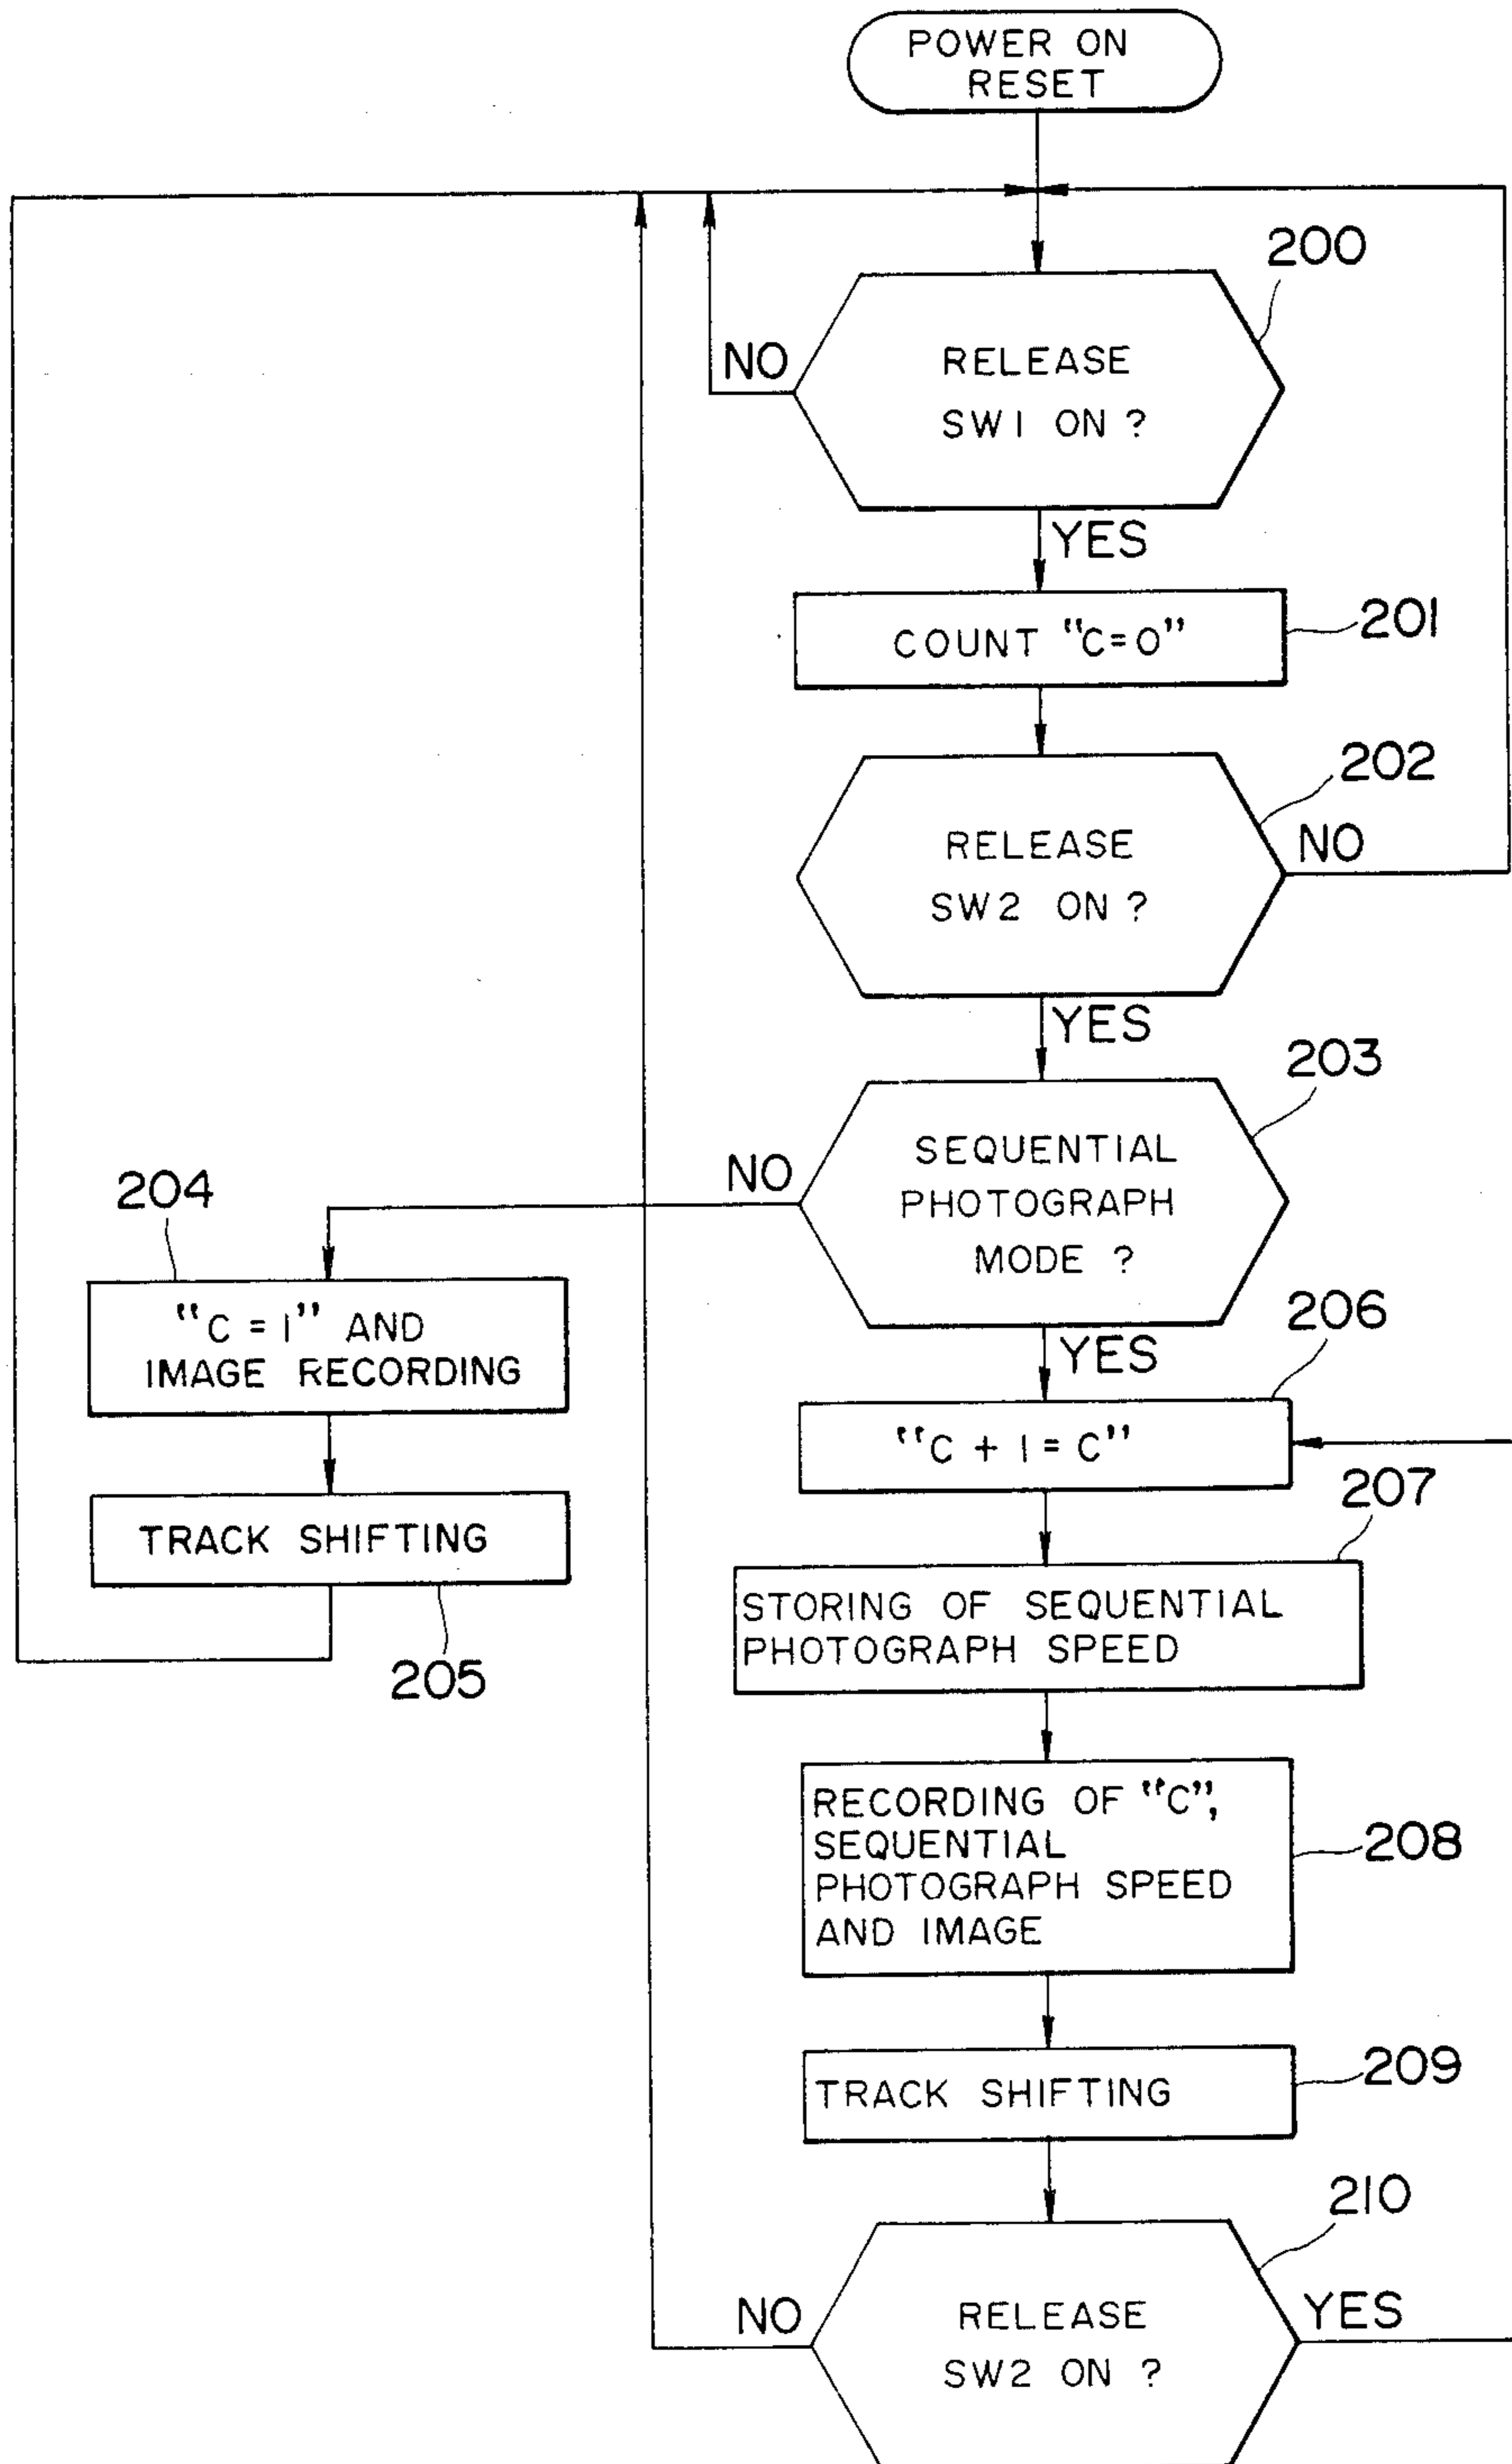 POWER ON
RESET
200
NO
RELEASE
SW1 ON ?
YES
COUNT "C=0"
201
202
RELEASE
SW2 ON ?
NO
YES
203
NO
SEQUENTIAL
PHOTOGRAPH
MODE ?
204
"C = 1" AND
IMAGE RECORDING
YES
206
"C + 1 = C"
TRACK SHIFTING
205
207
STORING OF SEQUENTIAL
PHOTOGRAPH SPEED
RECORDING OF "C",
SEQUENTIAL
PHOTOGRAPH SPEED
AND IMAGE
208
TRACK SHIFTING
209
210
NO
RELEASE
SW2 ON ?
YES